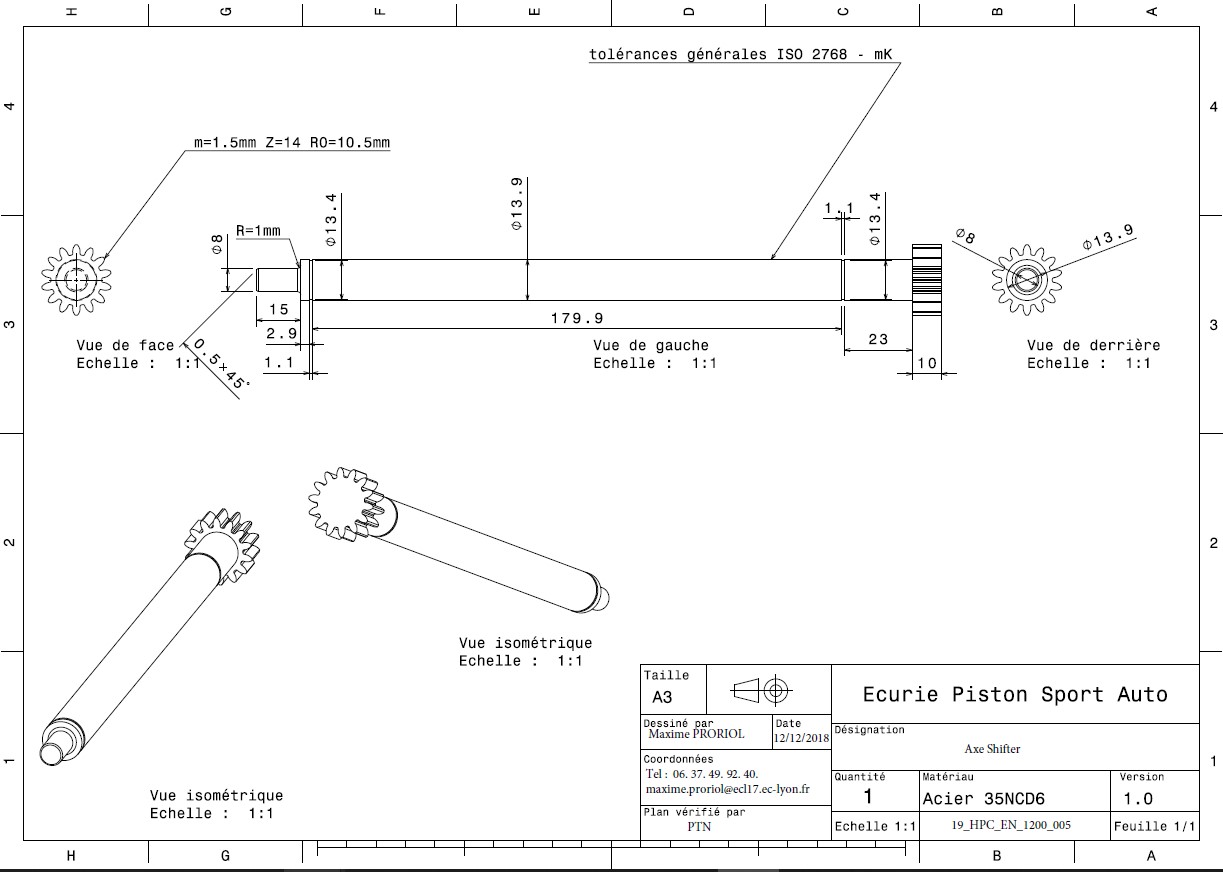 H G F E D C B A
tolérances générales ISO 2768 - mK
4 4
m=1.5mm Z=14 R0=10.5mm
∅8
R=1mm
∅13.4
∅13.9
1.1
∅13.4
∅8
∅13.9
15
179.9
2.9
23
1.1
10
0.5×45°
3 3
Vue de face
Echelle : 1:1
Vue de gauche
Echelle : 1:1
Vue de derrière
Echelle : 1:1
2 2
Vue isométrique
Echelle : 1:1
Vue isométrique
Echelle : 1:1
1 1
Taille
A3
Ecurie Piston Sport Auto
Dessiné par
Maxime PRORIOL
Date
12/12/2018
Désignation
Axe Shifter
Coordonnées
Tel : 06. 37. 49. 92. 40.
maxime.proriol@ecl17.ec-lyon.fr
Quantité
1
Matériau
Acier 35NCD6
Version
1.0
Plan vérifié par
PTN
Echelle 1:1
19_HPC_EN_1200_005
Feuille 1/1
H G B A